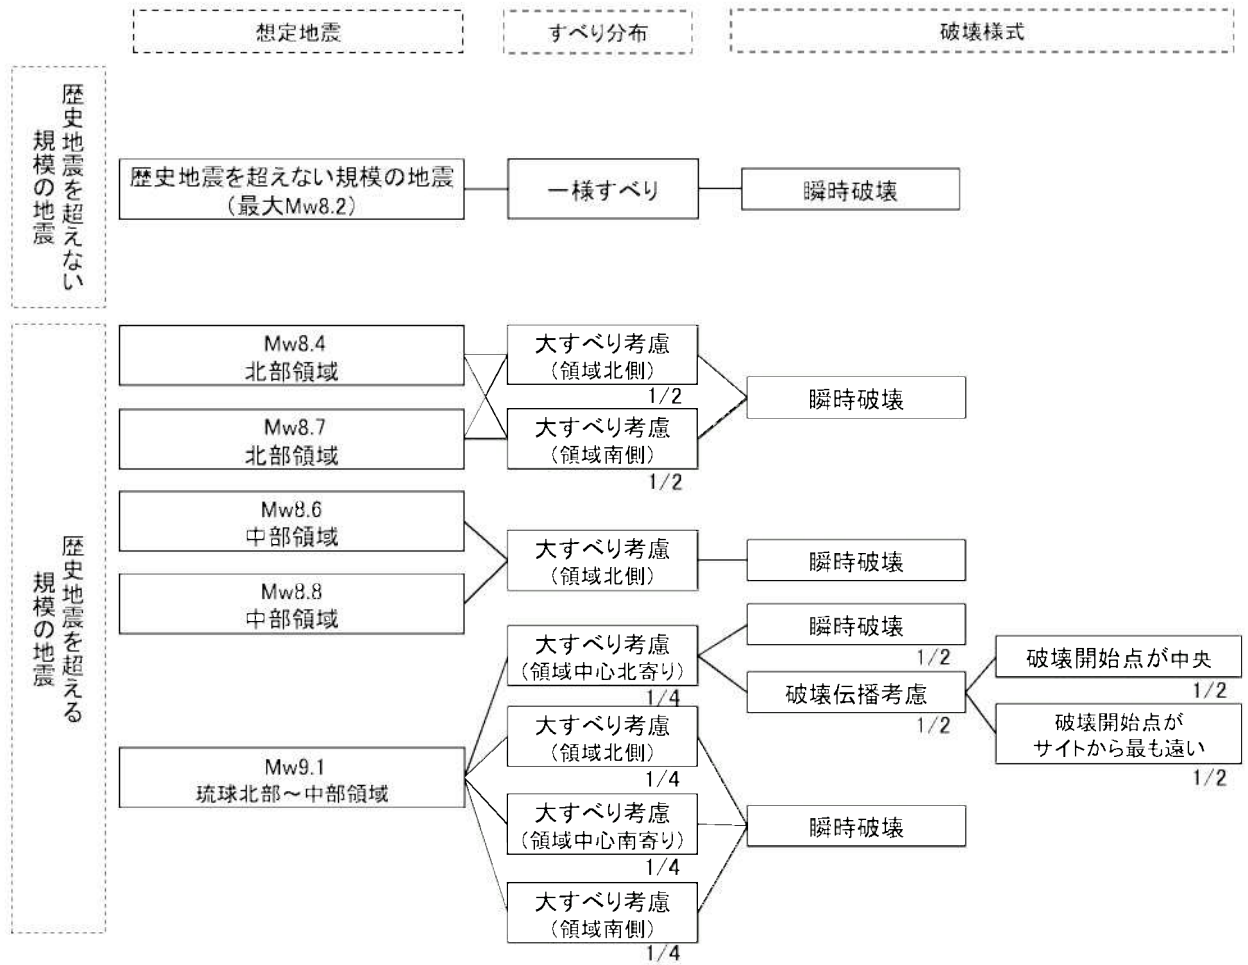 想定地震
すべり分布
破壊様式
歴史地震を超えない
規模の地震
歴史地震を超えない規模の地震
（最大Mw8.2）
一様すべり
瞬時破壊
歴史地震を超える
規模の地震
Mw8.4
北部領域
大すべり考慮
（領域北側）
1/2
Mw8.7
北部領域
大すべり考慮
（領域南側）
1/2
瞬時破壊
Mw8.6
中部領域
Mw8.8
中部領域
大すべり考慮
（領域北側）
瞬時破壊
Mw9.1
琉球北部～中部領域
大すべり考慮
（領域中心北寄り）
1/4
瞬時破壊
1/2
破壊伝播考慮
1/2
破壊開始点が中央
1/2
破壊開始点が
サイトから最も遠い
1/2
大すべり考慮
（領域北側）
1/4
大すべり考慮
（領域中心南寄り）
1/4
大すべり考慮
（領域南側）
1/4
瞬時破壊